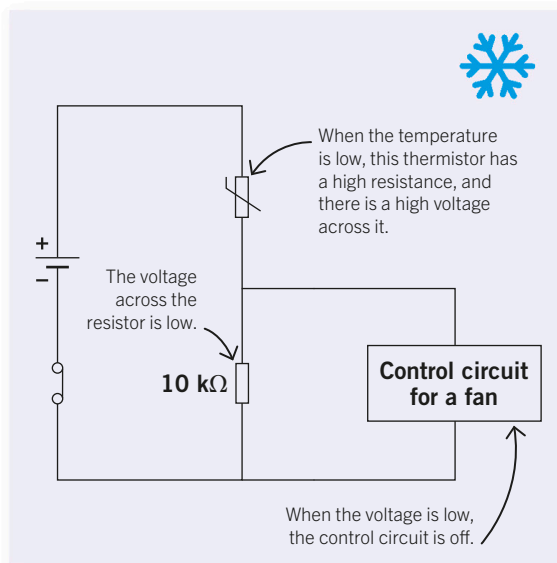 When the temperature
is low, this thermistor has
a high resistance, and
there is a high voltage
across it.
+
−
The voltage
across the
resistor is low.
10 kΩ
Control circuit
for a fan
When the voltage is low,
the control circuit is off.